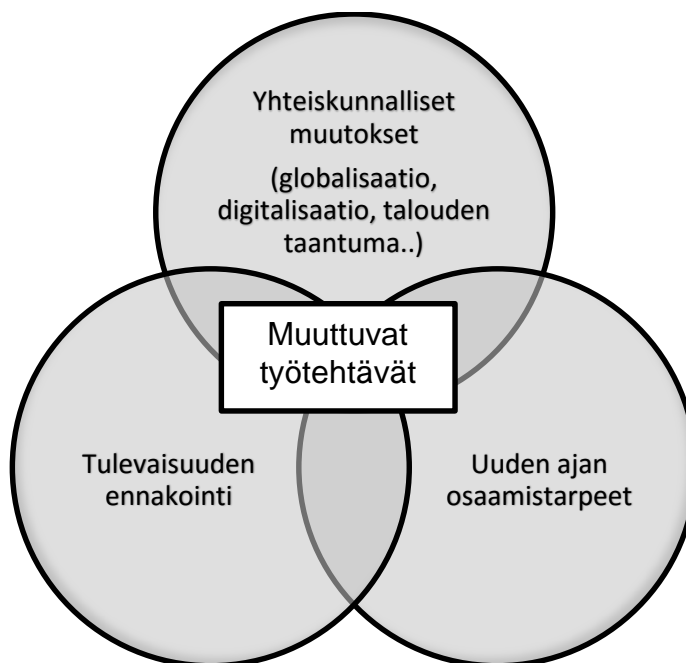 Yhteiskunnalliset
muutokset
(globalisaatio,
digitalisaatio, talouden
taantuma..)
Muuttuvat
työtehtävät
Tulevaisuuden
ennakointi
Uuden ajan
osaamistarpeet